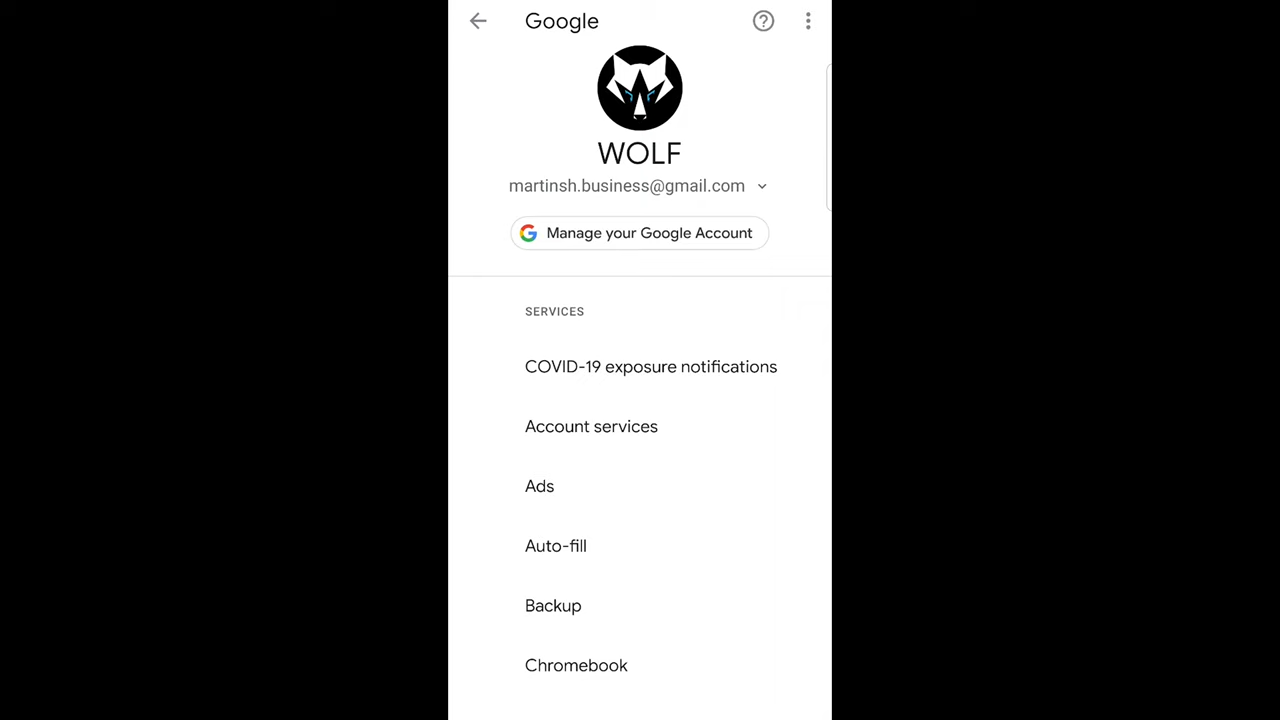 Google
WOLF
martinsh.business@gmail.com
Manage your Google Account
SERVICES
COVID-19 exposure notifications
Account services
Ads
Auto-fill
Backup
Chromebook